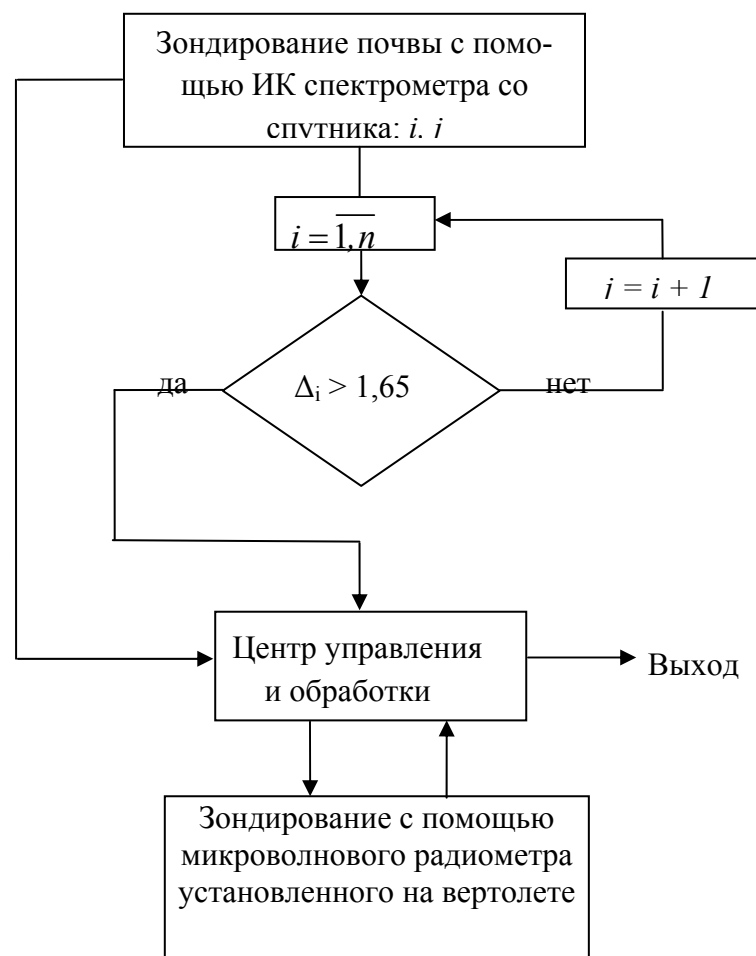 Зондирование почвы с помо-
щью ИК спектрометра со
спутника: i, j
i = 1, n
j = i + 1
да
Δi > 1,65
нет
Центр управления
и обработки
Выход
Зондирование с помощью
микроволнового радиометра
установленного на вертолете